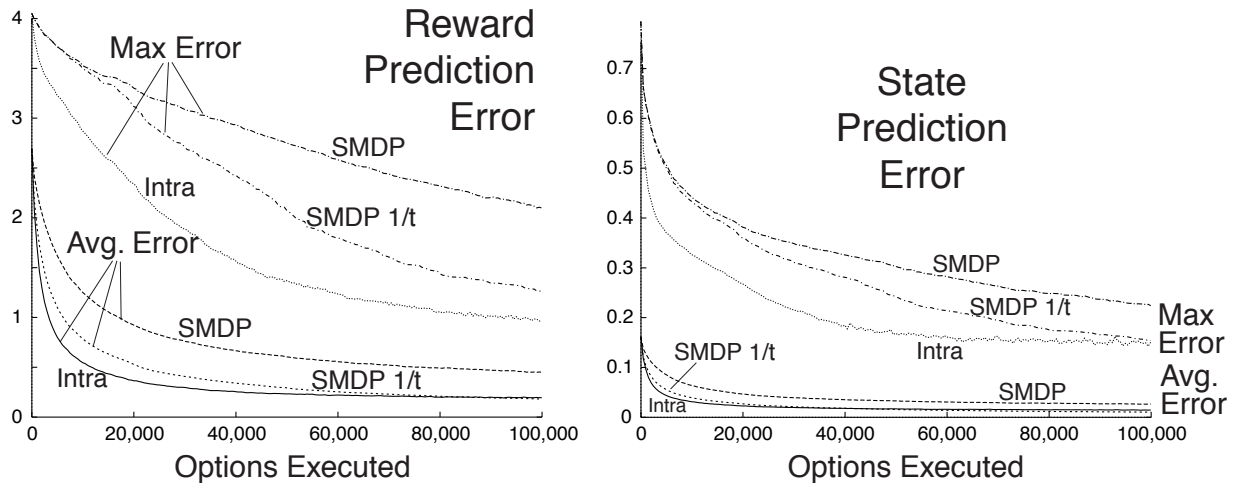 4
3
2
1
0
Reward
Prediction
Error
Max Error
SMDP
Intra
SMDP 1/t
Avg. Error
SMDP
SMDP 1/t
Intra
0
20,000
40,000
60,000
80,000
100,000
Options Executed
0.7
0.6
0.5
0.4
0.3
0.2
0.1
0
State
Prediction
Error
SMDP
SMDP 1/t
Intra
Max
Error
SMDP 1/t
SMDP
Intra
Avg.
Error
0
20,000
40,000
60,000
80,000
100,000
Options Executed